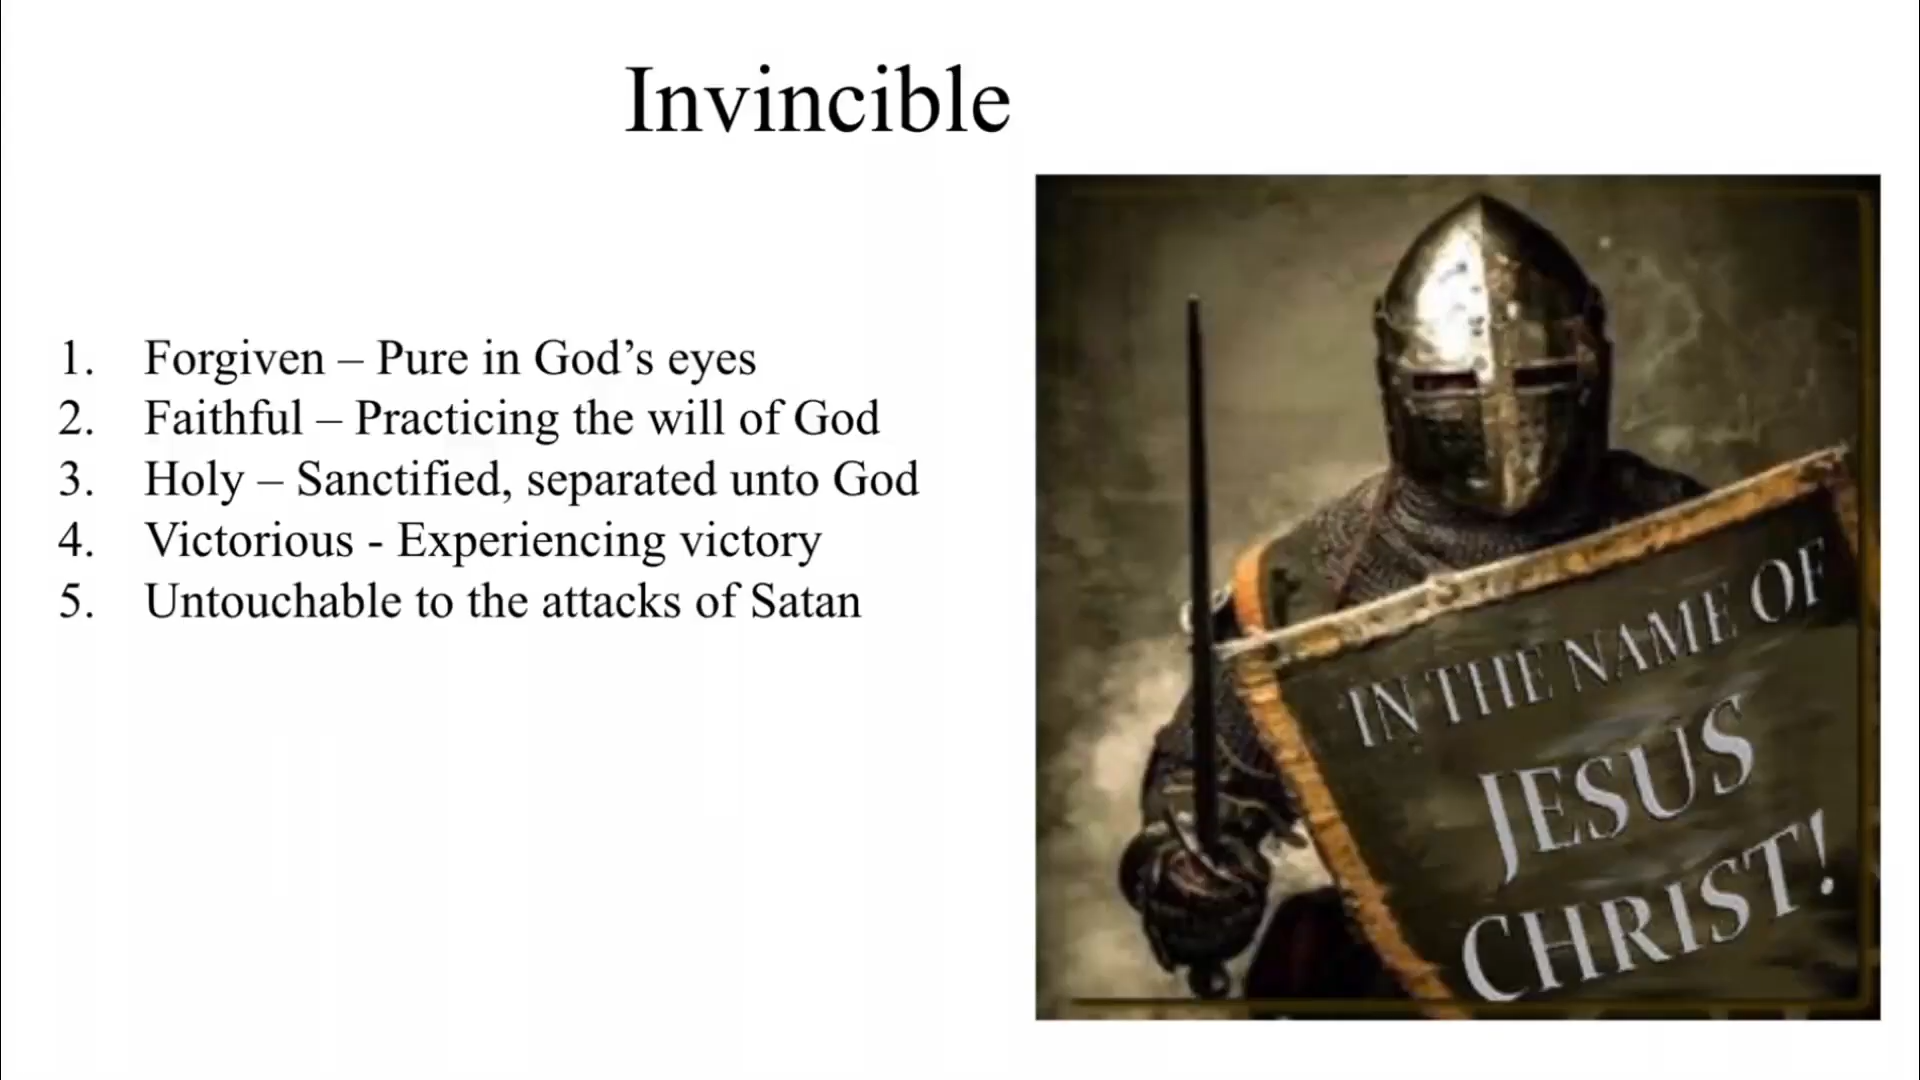 Invincible
1. Forgiven – Pure in God’s eyes
2. Faithful – Practicing the will of God
3. Holy – Sanctified, separated unto God
4. Victorious - Experiencing victory
5. Untouchable to the attacks of Satan
IN THE NAME OF
JESUS
CHRIST!